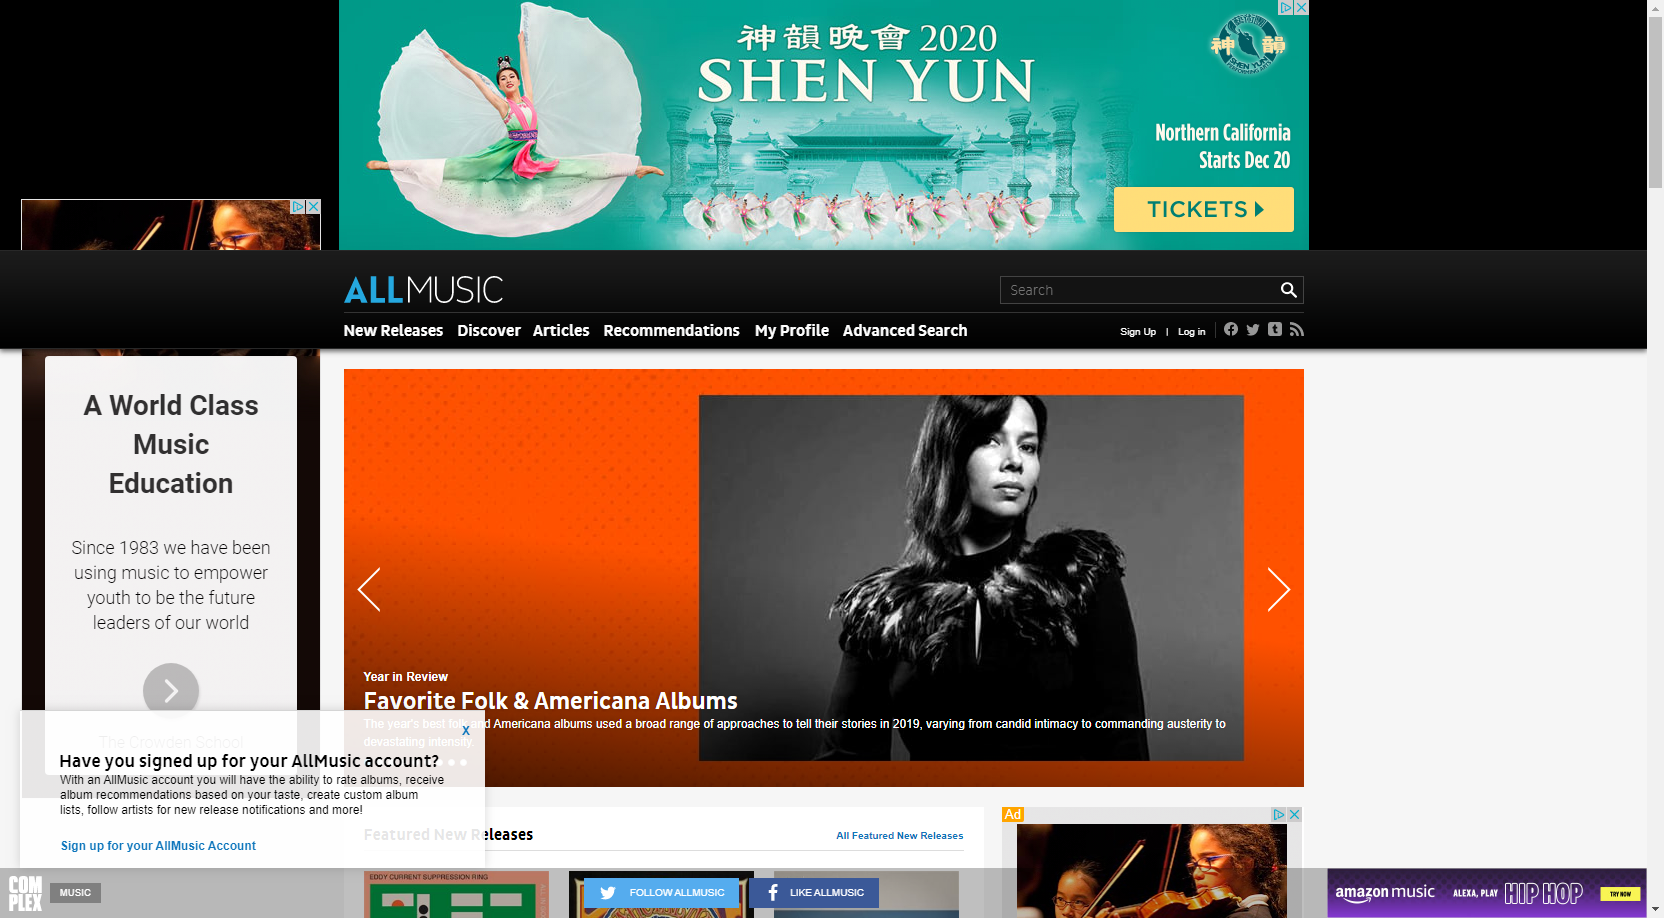 神韻晚會 2020
SHEN YUN
神 韻
SHEN YUN
Northern California
Starts Dec 20
TICKETS
ALLMUSIC
Search
New Releases Discover Articles Recommendations My Profile Advanced Search
Sign Up | Log in
A World Class
Music
Education
Since 1983 we have been
using music to empower
youth to be the future
leaders of our world
The Crowden School
Year in Review
Favorite Folk & Americana Albums
The year's best folk and Americana albums used a broad range of approaches to tell their stories in 2019, varying from candid intimacy to commanding austerity to
devastating intensity.
X
Have you signed up for your AllMusic account?
With an AllMusic account you will have the ability to rate albums, receive
album recommendations based on your taste, create custom album
lists, follow artists for new release notifications and more!
Sign up for your AllMusic Account
Featured New Releases
All Featured New Releases
Ad
EDDY CURRENT SUPPRESSION RING
COMPLEX
MUSIC
FOLLOW ALLMUSIC
LIKE ALLMUSIC
amazon music
ALEXA, PLAY
HIP HOP
TRY NOW